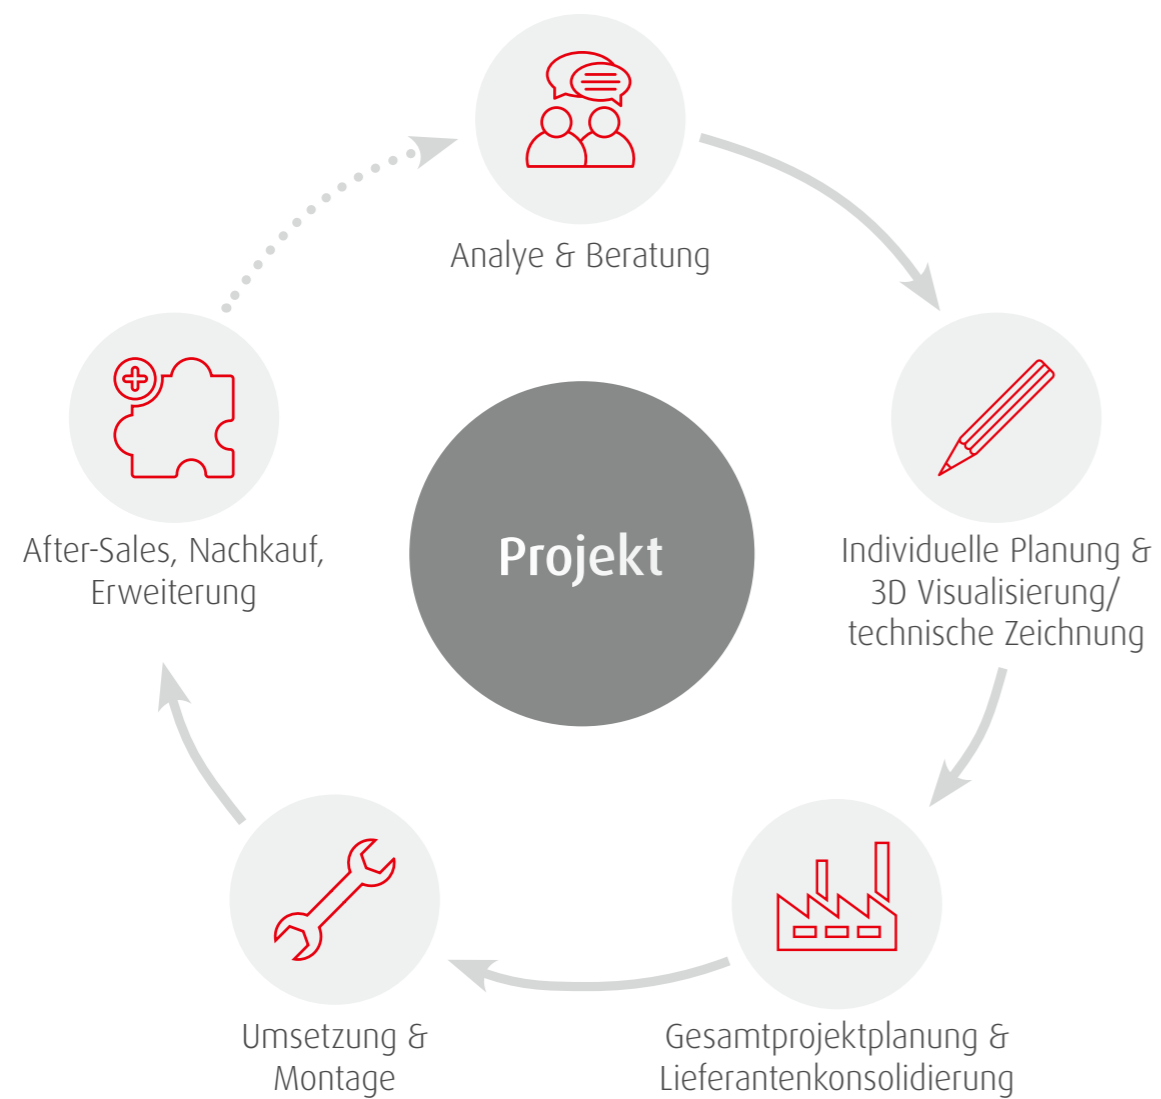 Analye & Beratung
Individuelle Planung &
3D Visualisierung/
technische Zeichnung
Gesamtprojektplanung &
Lieferantenkonsolidierung
Umsetzung &
Montage
After-Sales, Nachkauf,
Erweiterung
Projekt